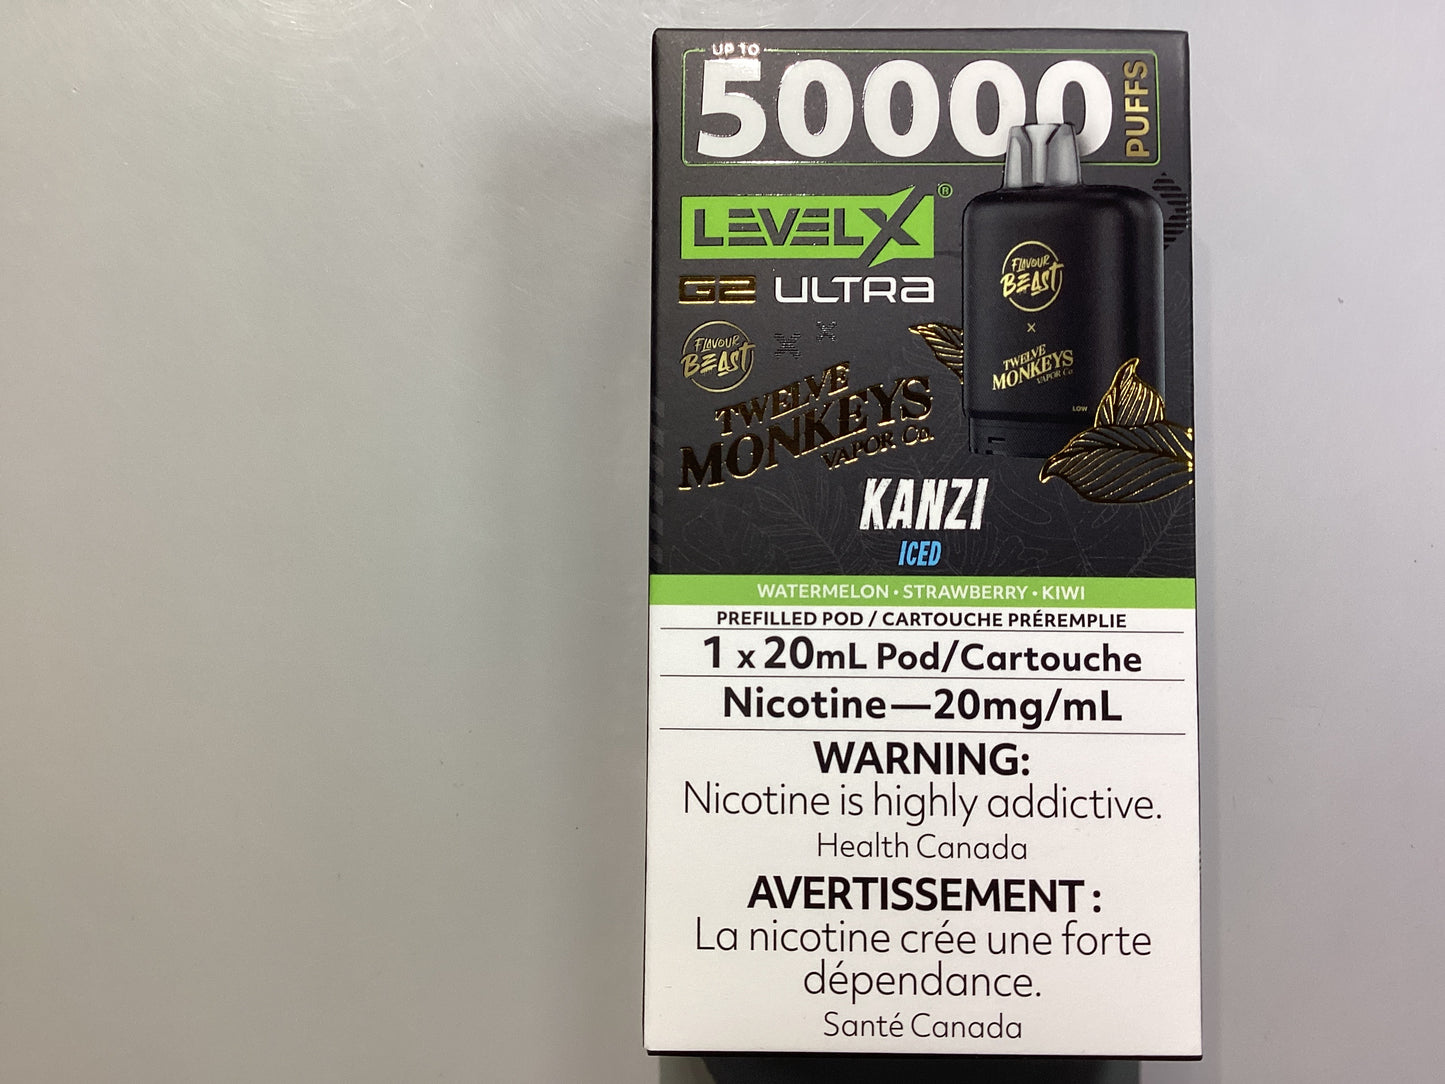 UP TO
50000
PUFFS
LEVELX®
G2 ULTRA
FLAVOUR
BEAST
TWELVE
MONKEYS
VAPOR Co.
FLAVOUR
BEAST
X
TWELVE
MONKEYS
VAPOR Co.
LOW
KANZI
ICED
WATERMELON • STRAWBERRY • KIWI
PREFILLED POD / CARTOUCHE PRÉREMPLIE
1 x 20mL Pod/Cartouche
Nicotine—20mg/mL
WARNING:
Nicotine is highly addictive.
Health Canada
AVERTISSEMENT :
La nicotine crée une forte
dépendance.
Santé Canada